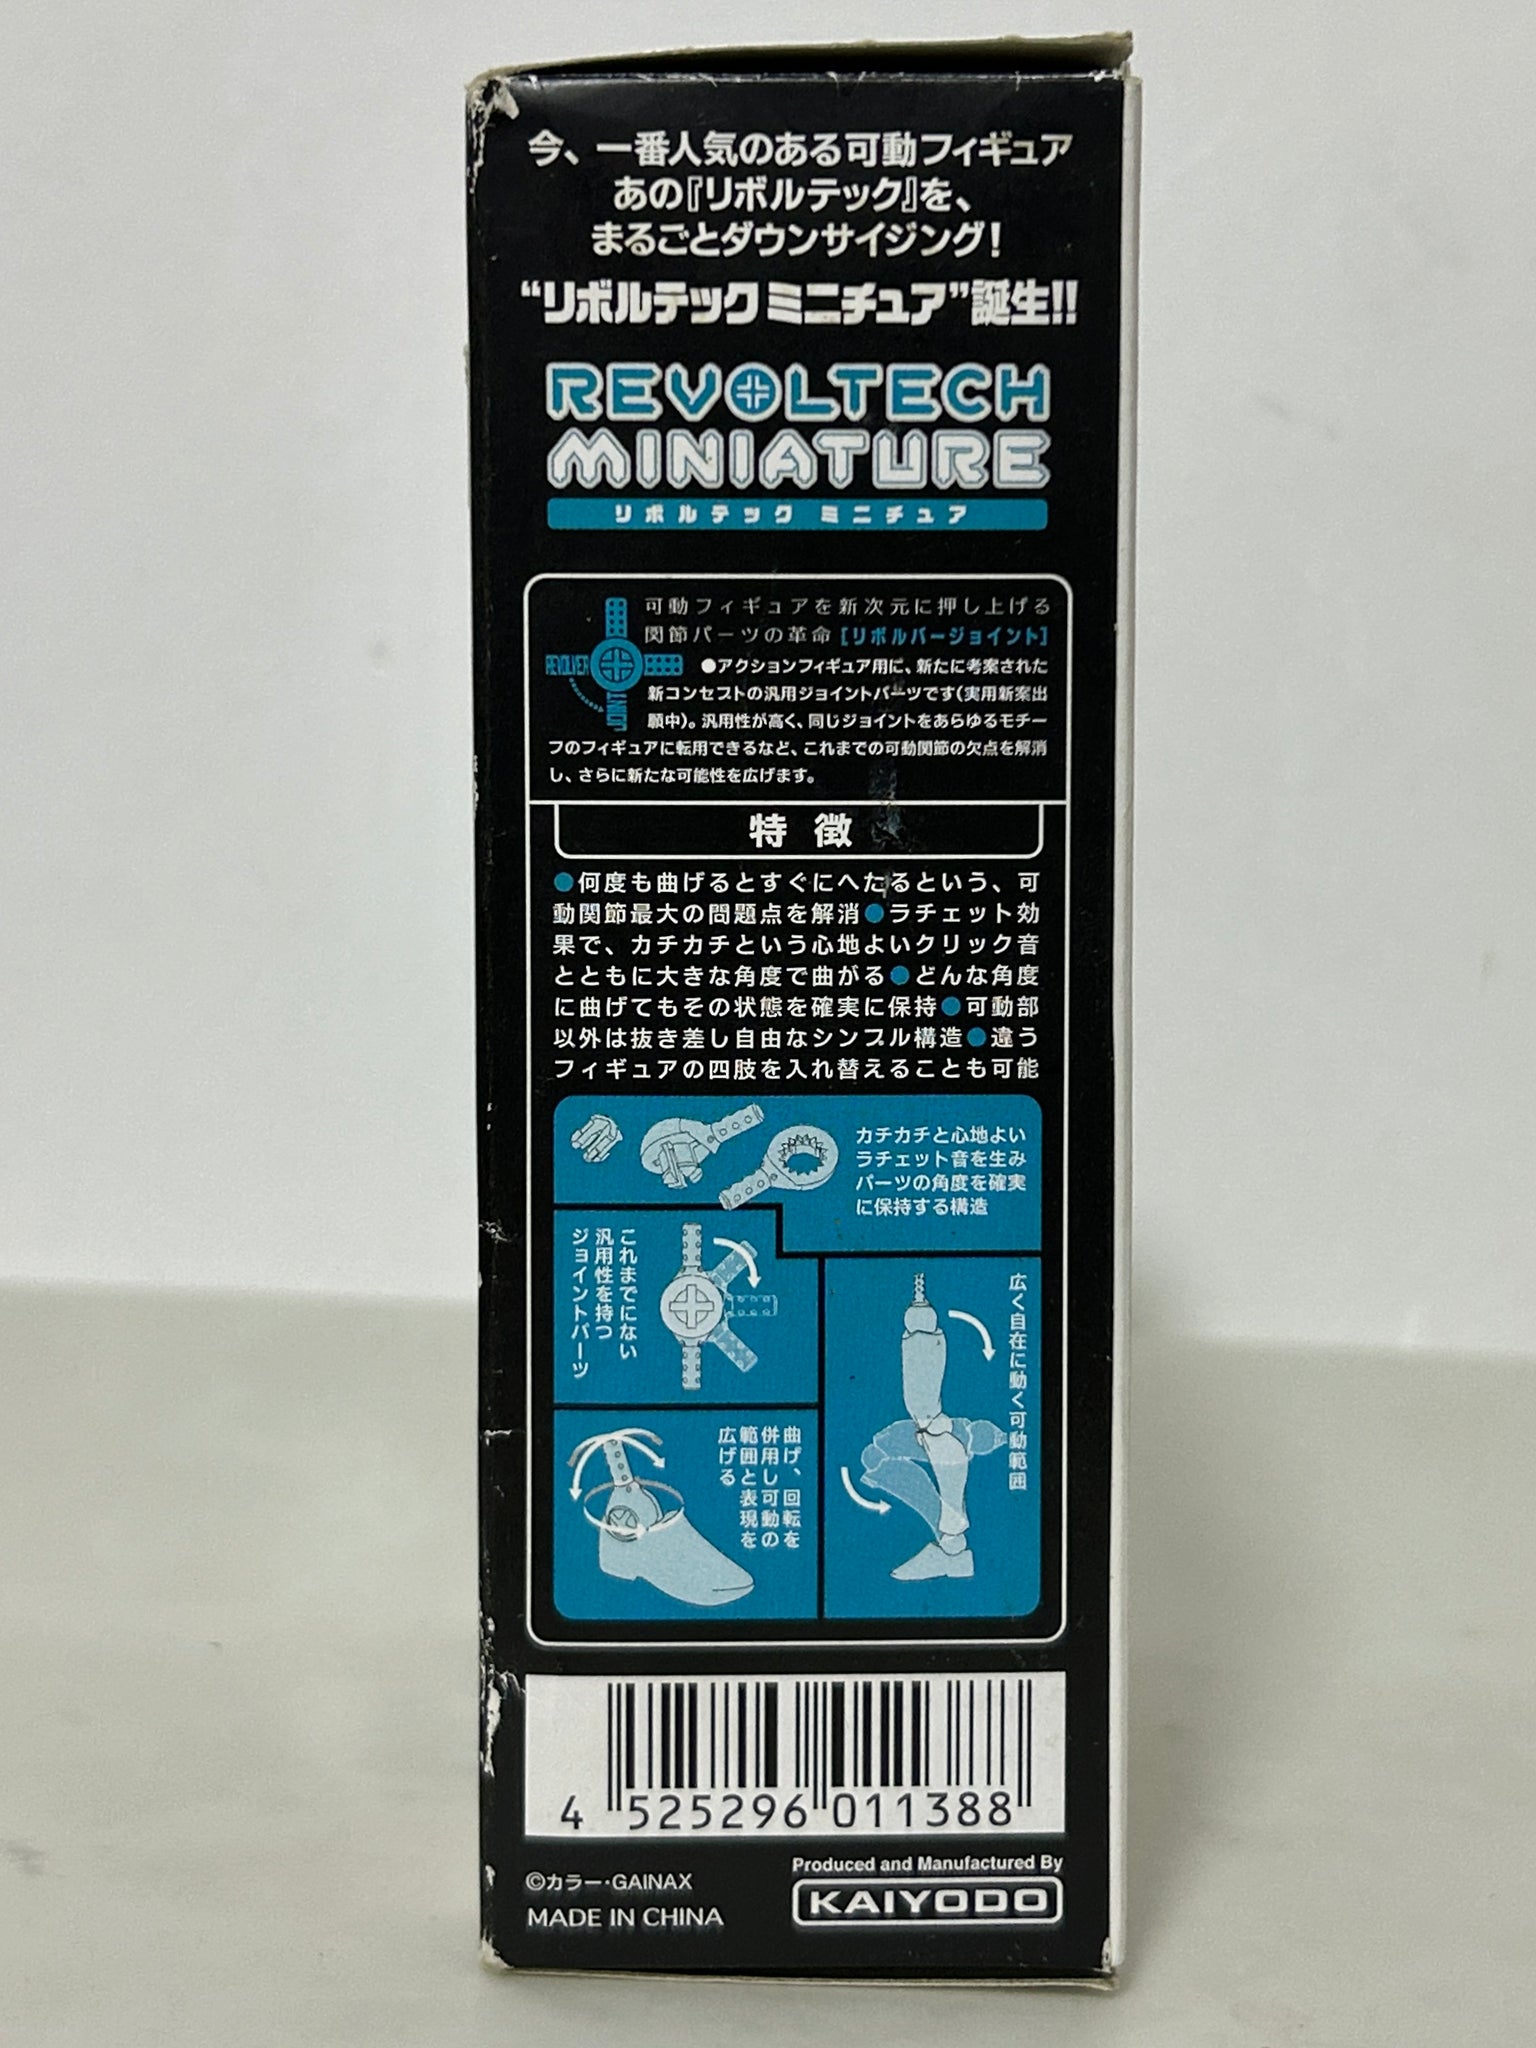 今、一番人気のある可動フィギュア
あの『リボルテック』を、
まるごとダウンサイジング!
“リボルテック ミニチュア”誕生!!
REVOLTECH
MINIATURE
リボルテック ミニチュア
可動フィギュアを新次元に押し上げる
関節パーツの革命[リボルバージョイント]
REVOLVER
JOINT
●アクションフィギュア用に、新たに考案された
新コンセプトの汎用ジョイントパーツです(実用新案出
願中)。汎用性が高く、同じジョイントをあらゆるモチー
フのフィギュアに転用できるなど、これまでの可動関節の欠点を解消
し、さらに新たな可能性を広げます。
特徴
●何度も曲げるとすぐにへたるという、可
動関節最大の問題点を解消●ラチェット効
果で、カチカチという心地よいクリック音
とともに大きな角度で曲がる●どんな角度
に曲げてもその状態を確実に保持●可動部
以外は抜き差し自由なシンプル構造●違う
フィギュアの四肢を入れ替えることも可能
カチカチと心地よい
ラチェット音を生み
パーツの角度を確実
に保持する構造
これまでにない
汎用性を持つ
ジョイントパーツ
広く自在に動く可動範囲
曲げ、回転を
併用し可動の
範囲と表現を
広げる
4 525296 011388
©カラー・GAINAX
MADE IN CHINA
Produced and Manufactured By
KAIYODO